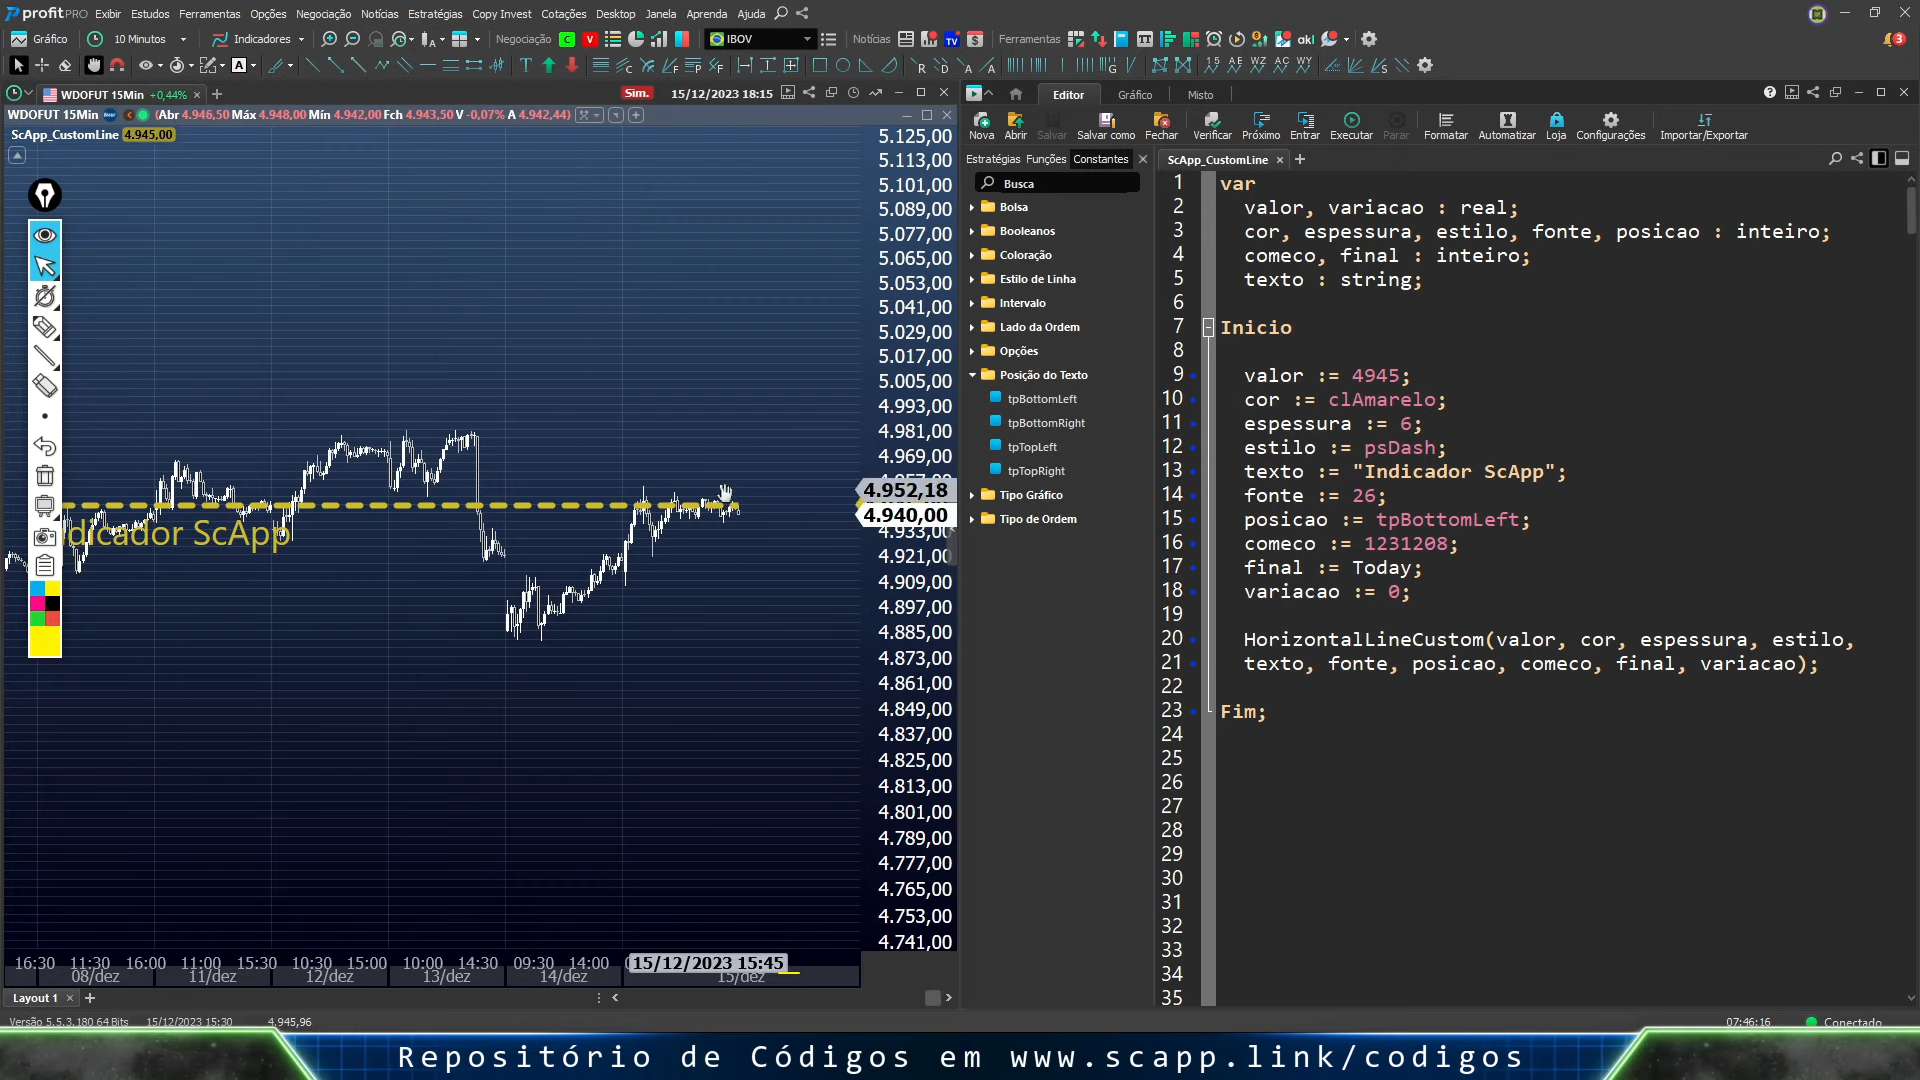 profit PRO Exibir Estudos Ferramentas Opções Negociação Notícias Estratégias Copy Invest Cotações Desktop Janela Aprenda Ajuda
Gráfico 10 Minutos Indicadores Negociação C V IBOV Notícias TV Ferramentas akl 3
WDOFUT 15Min +0,44% Sim. 15/12/2023 18:15
WDOFUT 15Min (Abr 4.946,50 Máx 4.948,00 Mín 4.942,00 Fch 4.943,50 V -0,07% A 4.942,44)
ScApp_CustomLine 4.945,00
5.125,00
5.113,00
5.101,00
5.089,00
5.077,00
5.065,00
5.053,00
5.041,00
5.029,00
5.017,00
5.005,00
4.993,00
4.981,00
4.969,00
4.952,18
4.940,00
4.933,00
4.921,00
4.909,00
4.897,00
4.885,00
4.873,00
4.861,00
4.849,00
4.837,00
4.825,00
4.813,00
4.801,00
4.789,00
4.777,00
4.765,00
4.753,00
4.741,00
dicador ScApp
16:30 11:30 16:00 11:00 15:30 10:30 15:00 10:00 14:30 09:30 14:00 15/12/2023 15:45
08/dez 11/dez 12/dez 13/dez 14/dez 15/dez
Layout 1
Versão 5.5.3.180 64 Bits 15/12/2023 15:30 4.945,96
Editor Gráfico Misto
Nova Abrir Salvar Salvar como Fechar Verificar Próximo Entrar Executar Parar Formatar Automatizar Loja Configurações Importar/Exportar
Estratégias Funções Constantes
Busca
Bolsa
Booleanos
Coloração
Estilo de Linha
Intervalo
Lado da Ordem
Opções
Posição do Texto
tpBottomLeft
tpBottomRight
tpTopLeft
tpTopRight
Tipo Gráfico
Tipo de Ordem
ScApp_CustomLine
1 var
2 valor, variacao : real;
3 cor, espessura, estilo, fonte, posicao : inteiro;
4 comeco, final : inteiro;
5 texto : string;
6
7 Inicio
8
9 valor := 4945;
10 cor := clAmarelo;
11 espessura := 6;
12 estilo := psDash;
13 texto := "Indicador ScApp";
14 fonte := 26;
15 posicao := tpBottomLeft;
16 comeco := 1231208;
17 final := Today;
18 variacao := 0;
19
20 HorizontalLineCustom(valor, cor, espessura, estilo,
21 texto, fonte, posicao, comeco, final, variacao);
22
23 Fim;
24
25
26
27
28
29
30
31
32
33
34
35
07:46:16 Conectado
Repositório de Códigos em www.scapp.link/codigos